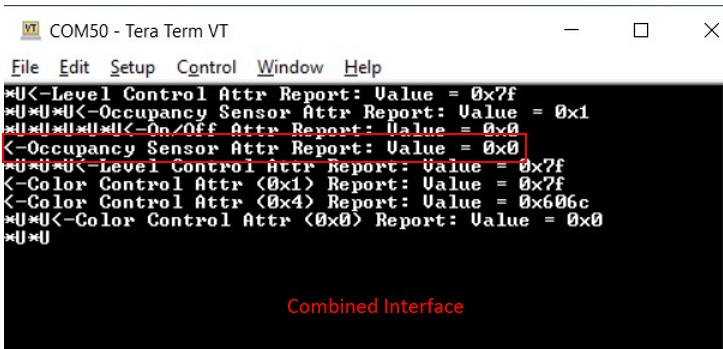 VT COM50 - Tera Term VT
File Edit Setup Control Window Help
*U<-Level Control Attr Report: Value = 0x7f
*U*U*U<-Occupancy Sensor Attr Report: Value = 0x1
*U*U*U*U*U<-On/Off Attr Report: Value = 0x0
<-Occupancy Sensor Attr Report: Value = 0x0
*U*U*U<-Level Control Attr Report: Value = 0x7f
<-Color Control Attr (0x1) Report: Value = 0x7f
<-Color Control Attr (0x4) Report: Value = 0x606c
*U*U<-Color Control Attr (0x0) Report: Value = 0x0
*U*U
Combined Interface